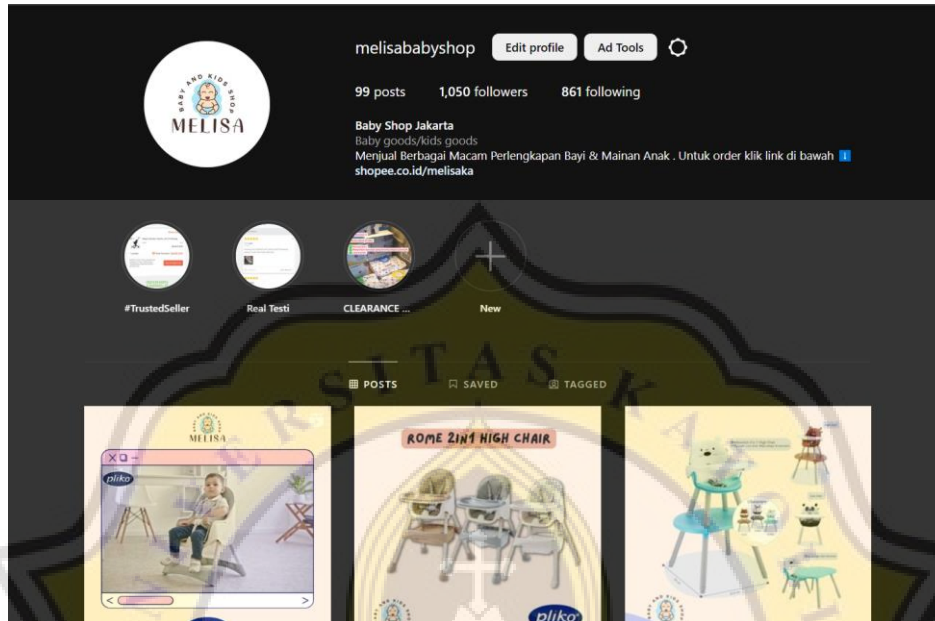 melisababyshop Edit profile Ad Tools
99 posts 1,050 followers 861 following
Baby Shop Jakarta
Baby goods/kids goods
Menjual Berbagai Macam Perlengkapan Bayi & Mainan Anak . Untuk order klik link di bawah ⬇️
shopee.co.id/melisaka
BABY AND KIDS SHOP
MELISA
#TrustedSeller Real Testi CLEARANCE ... New
ERSITAS KA
POSTS SAVED TAGGED
MELISA
pliko
ROME 2IN1 HIGH CHAIR
pliko